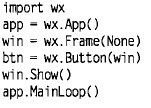 import wx
app = wx.App()
win = wx.Frame(None)
btn = wx.Button(win)
win.Show()
app.MainLoop()